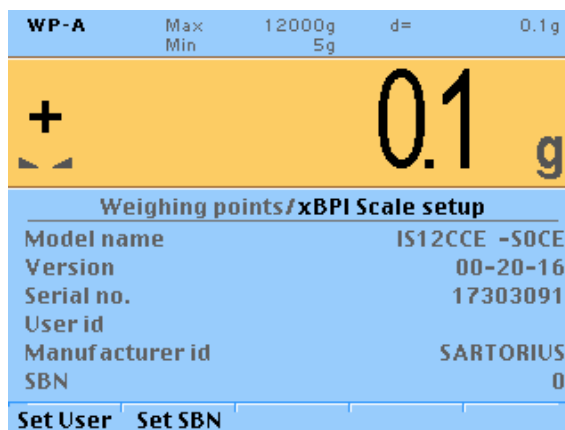 WP-A Max 12000g d= 0.1g
Min 5g
+ 0.1 g
Weighing points/xBPI Scale setup
Model name IS12CCE -S0CE
Version 00-20-16
Serial no. 17303091
User id
Manufacturer id SARTORIUS
SBN 0
Set User Set SBN